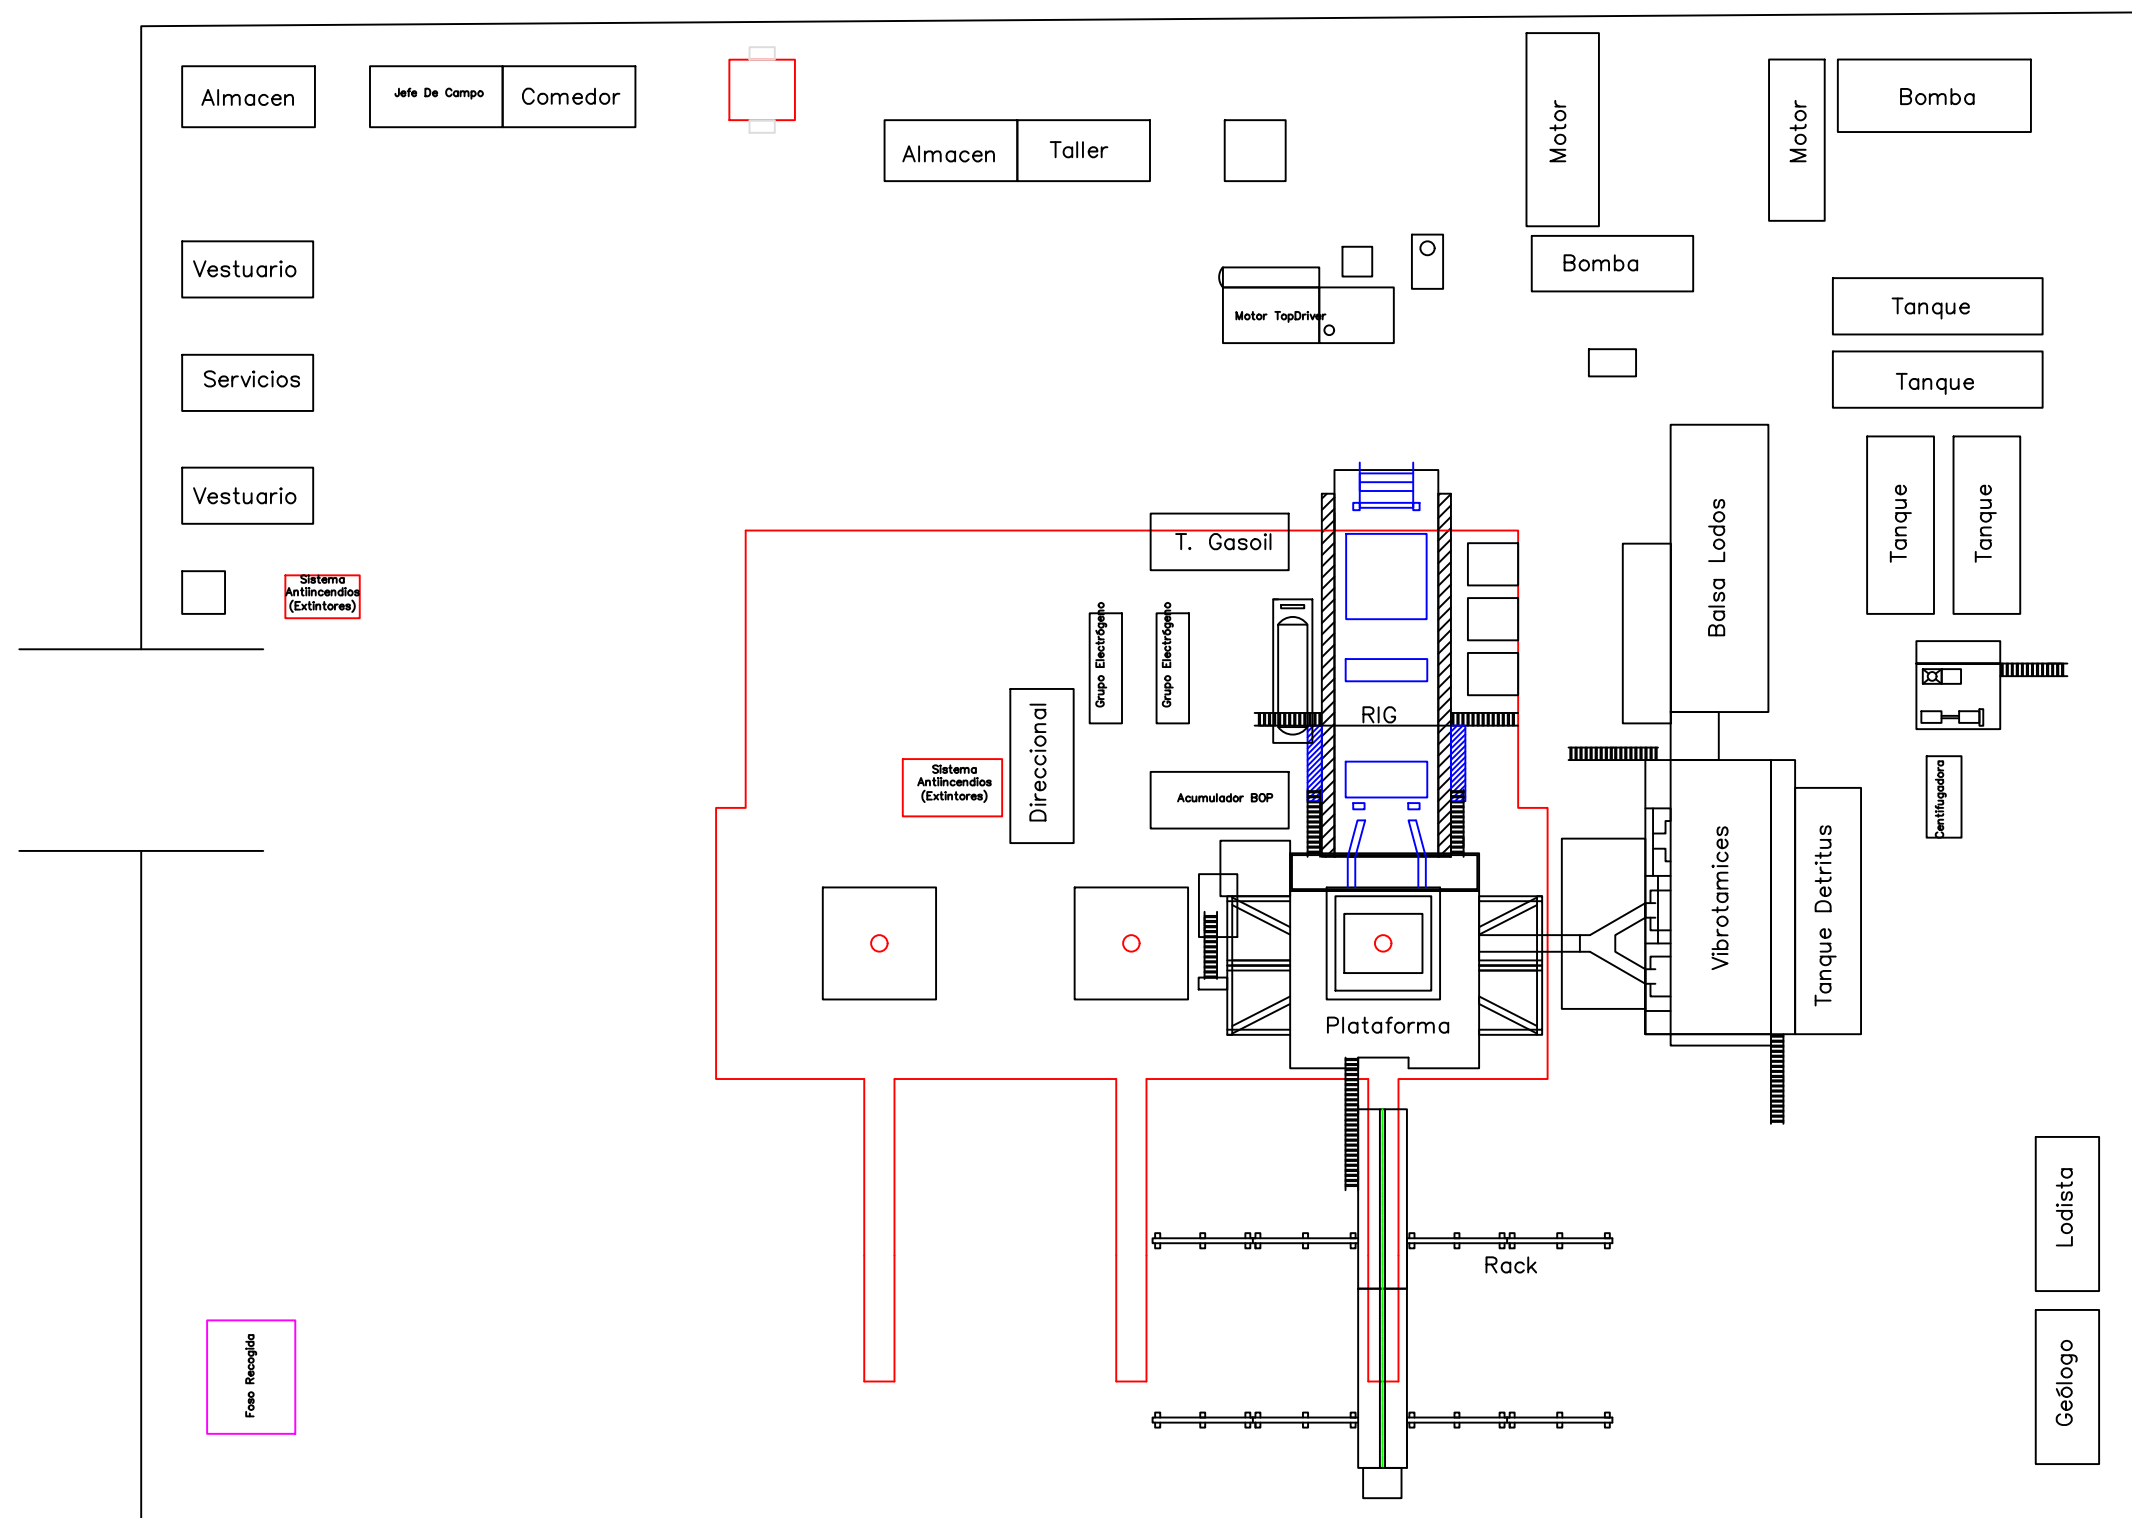 Almacen
Jefe De Campo
Comedor
Almacen
Taller
Motor
Motor
Bomba
Vestuario
Bomba
Motor TopDriver
Tanque
Servicios
Tanque
Vestuario
T. Gasoil
Balsa Lodos
Tanque
Tanque
Sistema
Antiincendios
(Extintores)
Grupo Electrógeno
Grupo Electrógeno
RIG
Direccional
Sistema
Antiincendios
(Extintores)
Acumulador BOP
Centifugadora
Vibrotamices
Tanque Detritus
Plataforma
Lodista
Rack
Foso Recogida
Geólogo